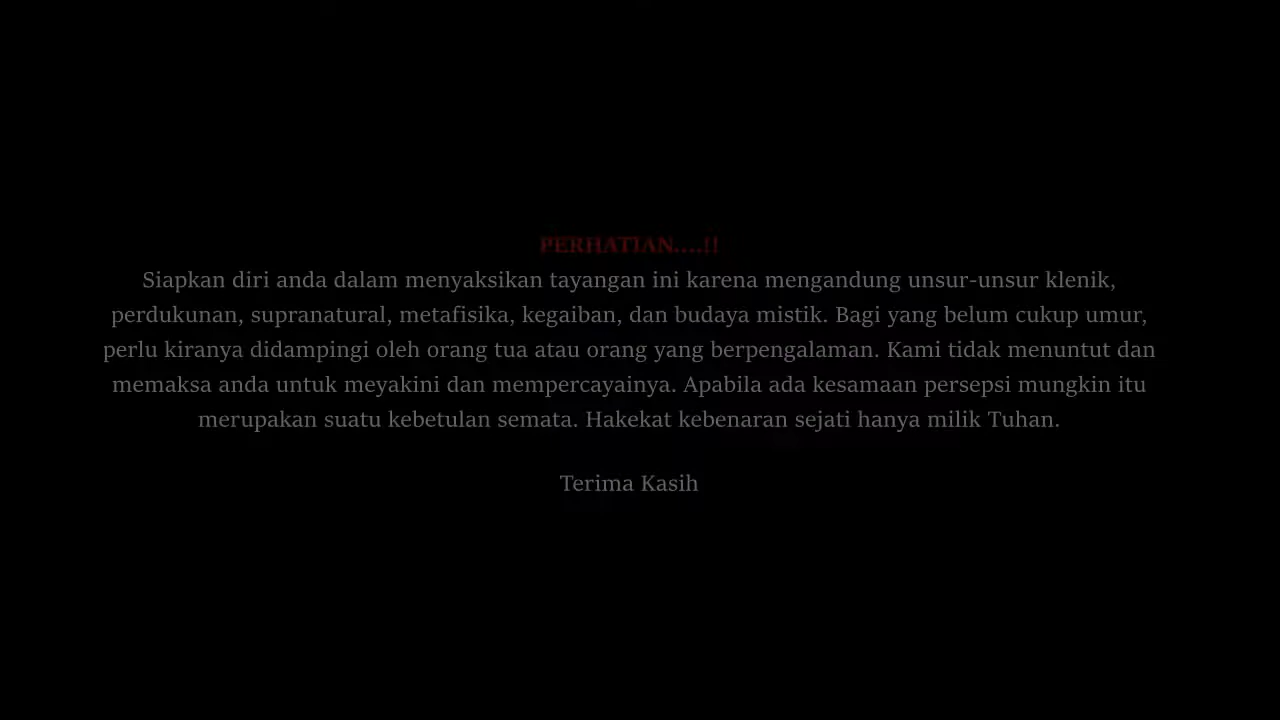 PERHATIAN....!!
Siapkan diri anda dalam menyaksikan tayangan ini karena mengandung unsur-unsur klenik,
perdukunan, supranatural, metafisika, kegaiban, dan budaya mistik. Bagi yang belum cukup umur,
perlu kiranya didampingi oleh orang tua atau orang yang berpengalaman. Kami tidak menuntut dan
memaksa anda untuk meyakini dan mempercayainya. Apabila ada kesamaan persepsi mungkin itu
merupakan suatu kebetulan semata. Hakekat kebenaran sejati hanya milik Tuhan.
Terima Kasih